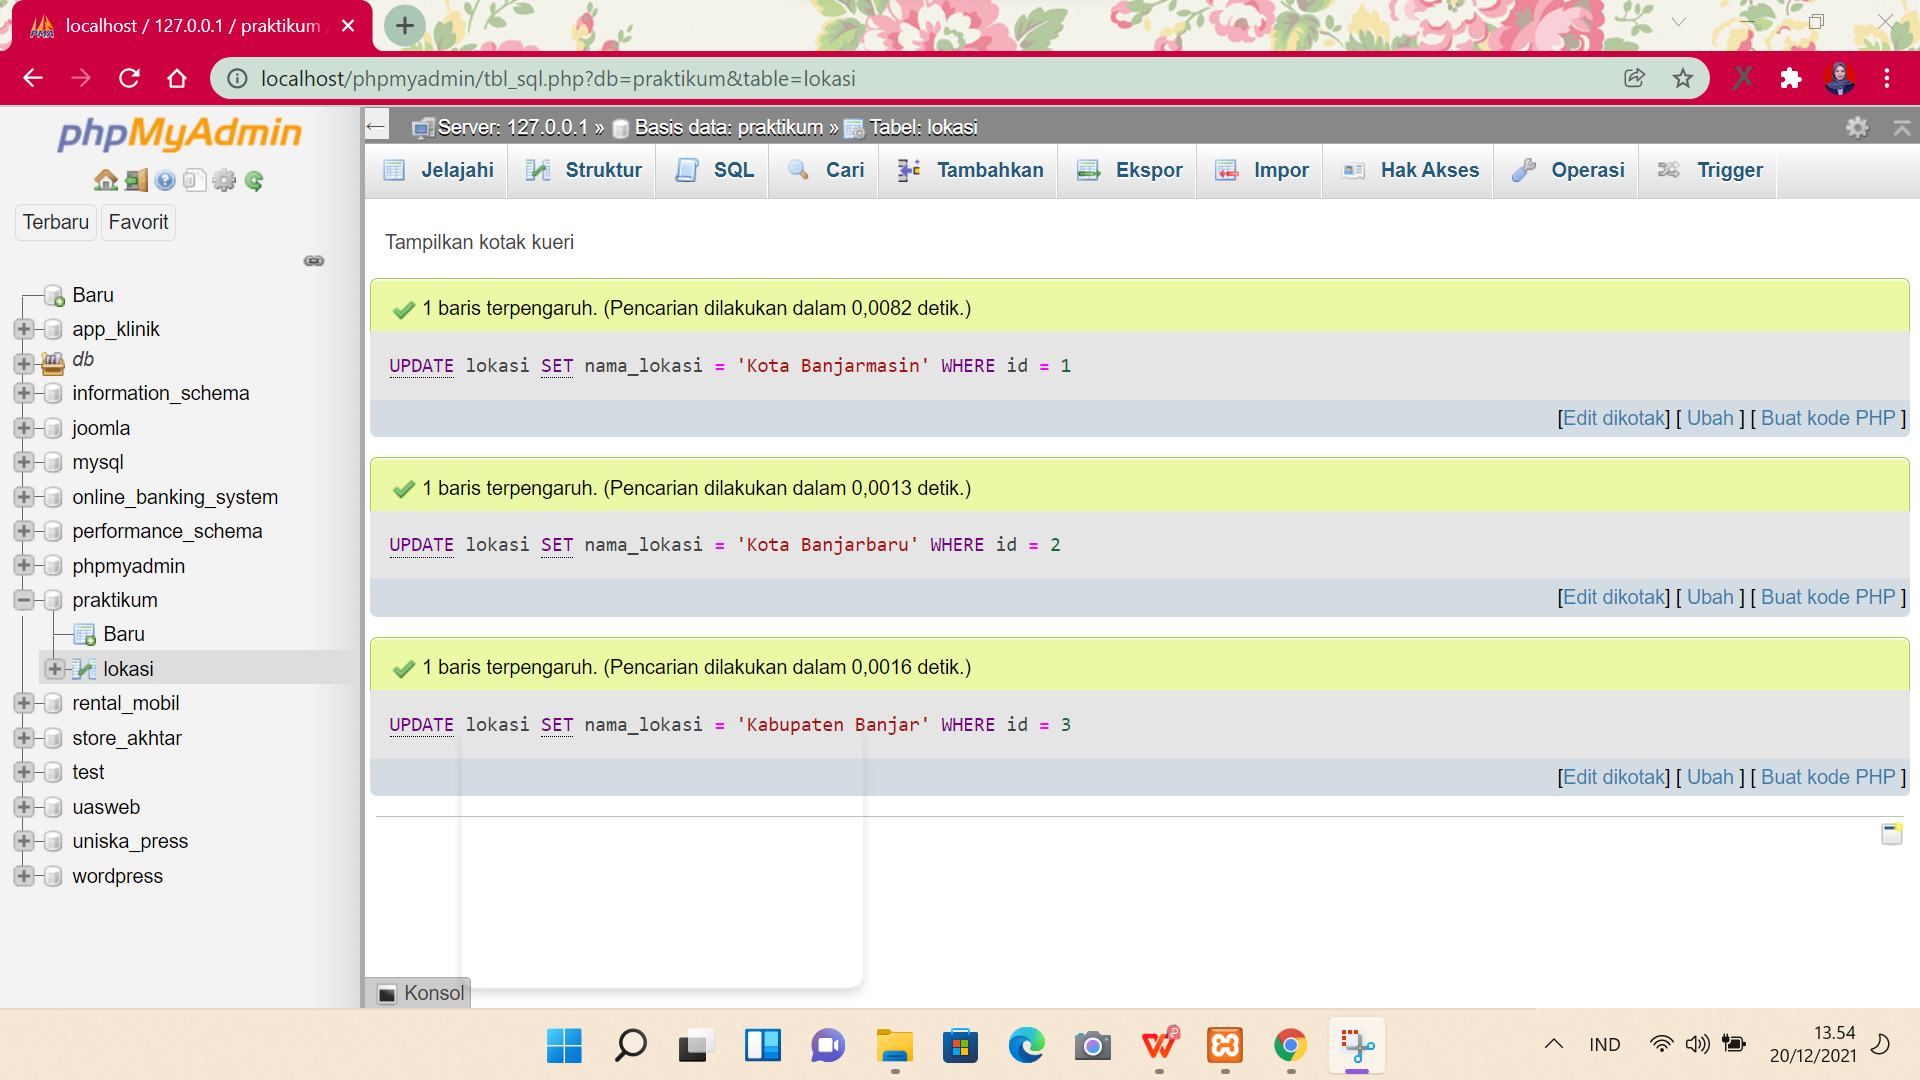 localhost / 127.0.0.1 / praktikum
localhost/phpmyadmin/tbl_sql.php?db=praktikum&table=lokasi
phpMyAdmin
Terbaru Favorit
Baru
app_klinik
db
information_schema
joomla
mysql
online_banking_system
performance_schema
phpmyadmin
praktikum
Baru
lokasi
rental_mobil
store_akhtar
test
uasweb
uniska_press
wordpress
Server: 127.0.0.1 » Basis data: praktikum » Tabel: lokasi
Jelajahi Struktur SQL Cari Tambahkan Ekspor Impor Hak Akses Operasi Trigger
Tampilkan kotak kueri
1 baris terpengaruh. (Pencarian dilakukan dalam 0,0082 detik.)
UPDATE lokasi SET nama_lokasi = 'Kota Banjarmasin' WHERE id = 1
[Edit dikotak] [ Ubah ] [ Buat kode PHP ]
1 baris terpengaruh. (Pencarian dilakukan dalam 0,0013 detik.)
UPDATE lokasi SET nama_lokasi = 'Kota Banjarbaru' WHERE id = 2
[Edit dikotak] [ Ubah ] [ Buat kode PHP ]
1 baris terpengaruh. (Pencarian dilakukan dalam 0,0016 detik.)
UPDATE lokasi SET nama_lokasi = 'Kabupaten Banjar' WHERE id = 3
[Edit dikotak] [ Ubah ] [ Buat kode PHP ]
Konsol
IND
13.54
20/12/2021